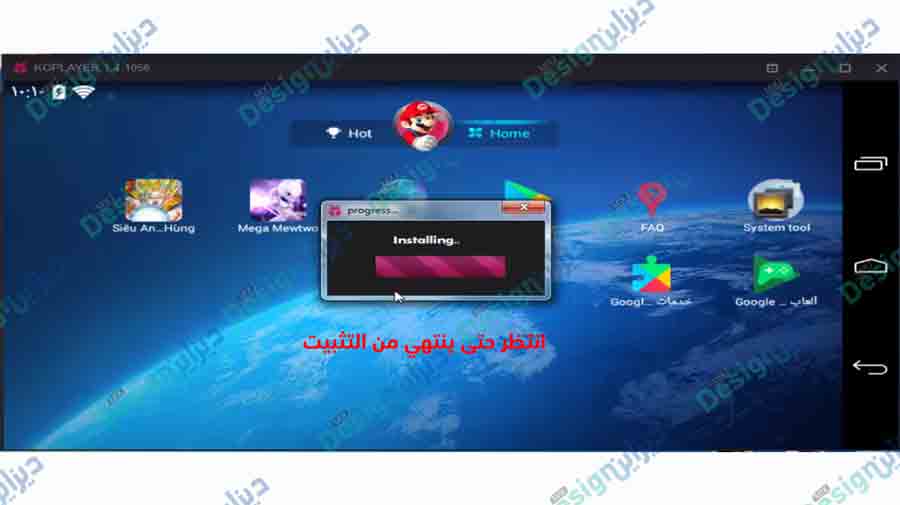 KOPLAYER 1.4.1056
١٠:١٠
Hot
Home
Siêu An...Hùng
Mega Mewtwo
FAQ
System tool
progress...
Installing..
Googl... خدمات
Google ... ألعاب
انتظر حتى ينتهي من التثبيت
ديزاين Design